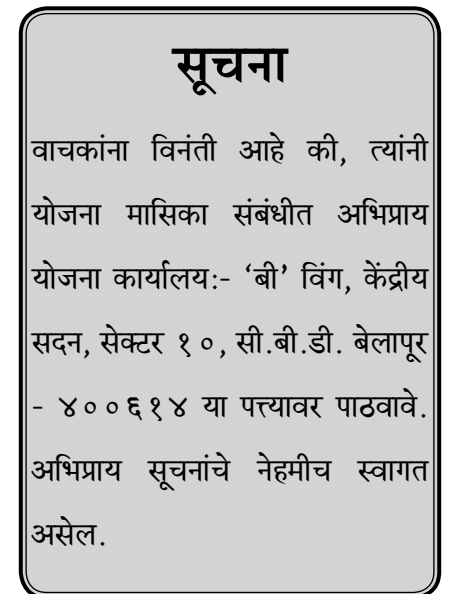 सूचना
वाचकांना विनंती आहे की, त्यांनी
योजना मासिका संबंधीत अभिप्राय
योजना कार्यालय:- ‘बी’ विंग, केंद्रीय
सदन, सेक्टर १०, सी.बी.डी. बेलापूर
- ४००६१४ या पत्त्यावर पाठवावे.
अभिप्राय सूचनांचे नेहमीच स्वागत
असेल.